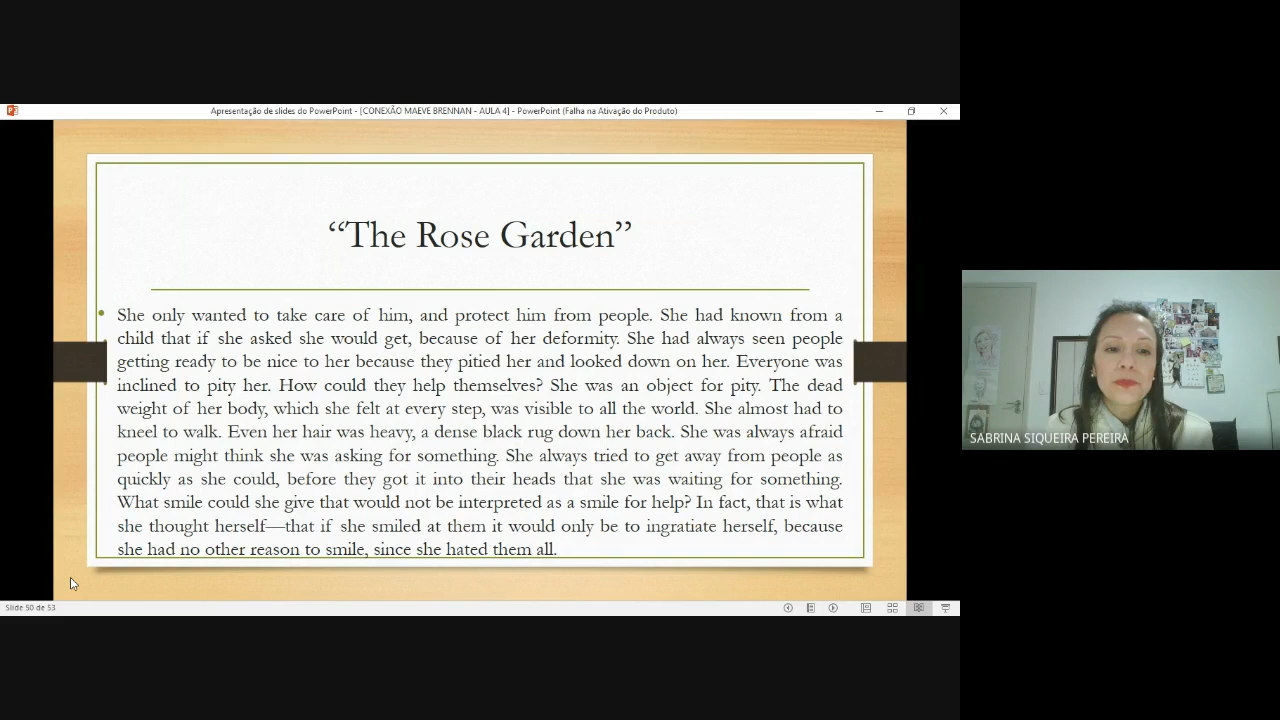 Apresentação de slides do PowerPoint - [CONEXÃO MAEVE BRENNAN - AULA 4] - PowerPoint (Falha na Ativação do Produto)
“The Rose Garden”
• She only wanted to take care of him, and protect him from people. She had known from a
child that if she asked she would get, because of her deformity. She had always seen people
getting ready to be nice to her because they pitied her and looked down on her. Everyone was
inclined to pity her. How could they help themselves? She was an object for pity. The dead
weight of her body, which she felt at every step, was visible to all the world. She almost had to
kneel to walk. Even her hair was heavy, a dense black rug down her back. She was always afraid
people might think she was asking for something. She always tried to get away from people as
quickly as she could, before they got it into their heads that she was waiting for something.
What smile could she give that would not be interpreted as a smile for help? In fact, that is what
she thought herself—that if she smiled at them it would only be to ingratiate herself, because
she had no other reason to smile, since she hated them all.
SABRINA SIQUEIRA PEREIRA
Slide 50 de 53